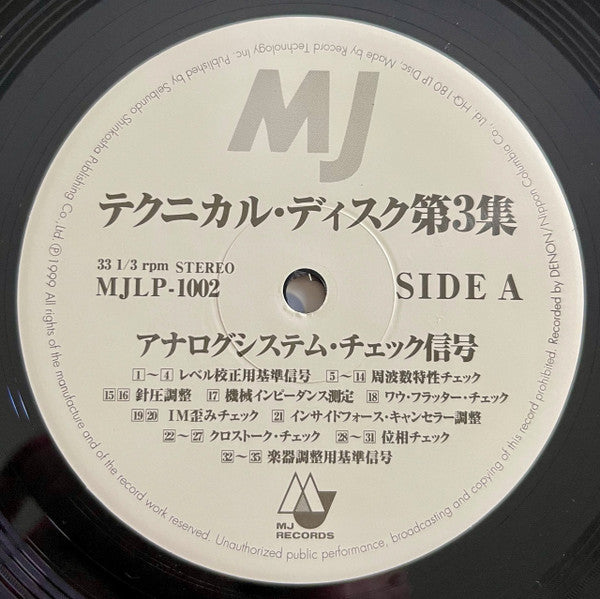 MJ
テクニカル・ディスク第3集
33 1/3 rpm STEREO
MJLP-1002
SIDE A
アナログシステム・チェック信号
1～4 レベル校正用基準信号 5～14 周波数特性チェック
15 16 針圧調整 17 機械インピーダンス測定 18 ワウ・フラッター・チェック
19 20 IM歪みチェック 21 インサイドフォース・キャンセラー調整
22～27 クロストーク・チェック 28～31 位相チェック
32～35 楽器調整用基準信号
MJ
RECORDS
℗1999 All rights of the manufacture and of the record work reserved. Unauthorized public performance, broadcasting and copying of this record prohibited. Recorded by DENON/Nippon Columbia Co., Ltd. HQ-180 LP Disc, Made by Record Technology Inc. Published by Seibundo Shinkosha Publishing Co., Ltd.